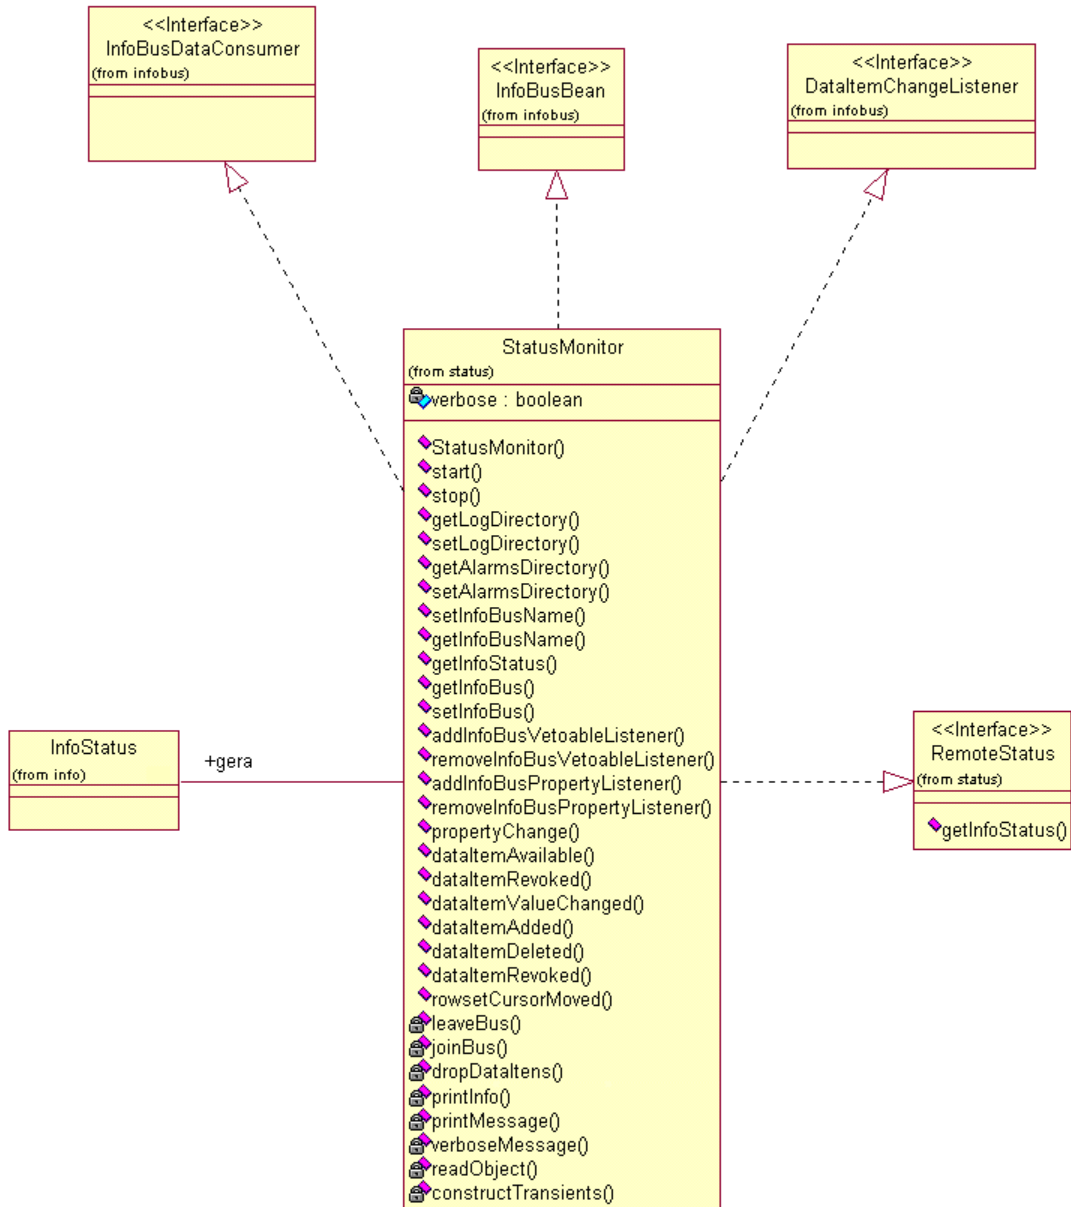 <<Interface>>
InfoBusDataConsumer
(from infobus)
<<Interface>>
InfoBusBean
(from infobus)
<<Interface>>
DataItemChangeListener
(from infobus)
StatusMonitor
(from status)
verbose : boolean
StatusMonitor()
start()
stop()
getLogDirectory()
setLogDirectory()
getAlarmsDirectory()
setAlarmsDirectory()
setInfoBusName()
getInfoBusName()
getInfoStatus()
getInfoBus()
setInfoBus()
addInfoBusVetoableListener()
removeInfoBusVetoableListener()
addInfoBusPropertyListener()
removeInfoBusPropertyListener()
propertyChange()
dataItemAvailable()
dataItemRevoked()
dataItemValueChanged()
dataItemAdded()
dataItemDeleted()
dataItemRevoked()
rowsetCursorMoved()
leaveBus()
joinBus()
dropDataItens()
printInfo()
printMessage()
verboseMessage()
readObject()
constructTransients()
InfoStatus
(from info)
+gera
<<Interface>>
RemoteStatus
(from status)
getInfoStatus()